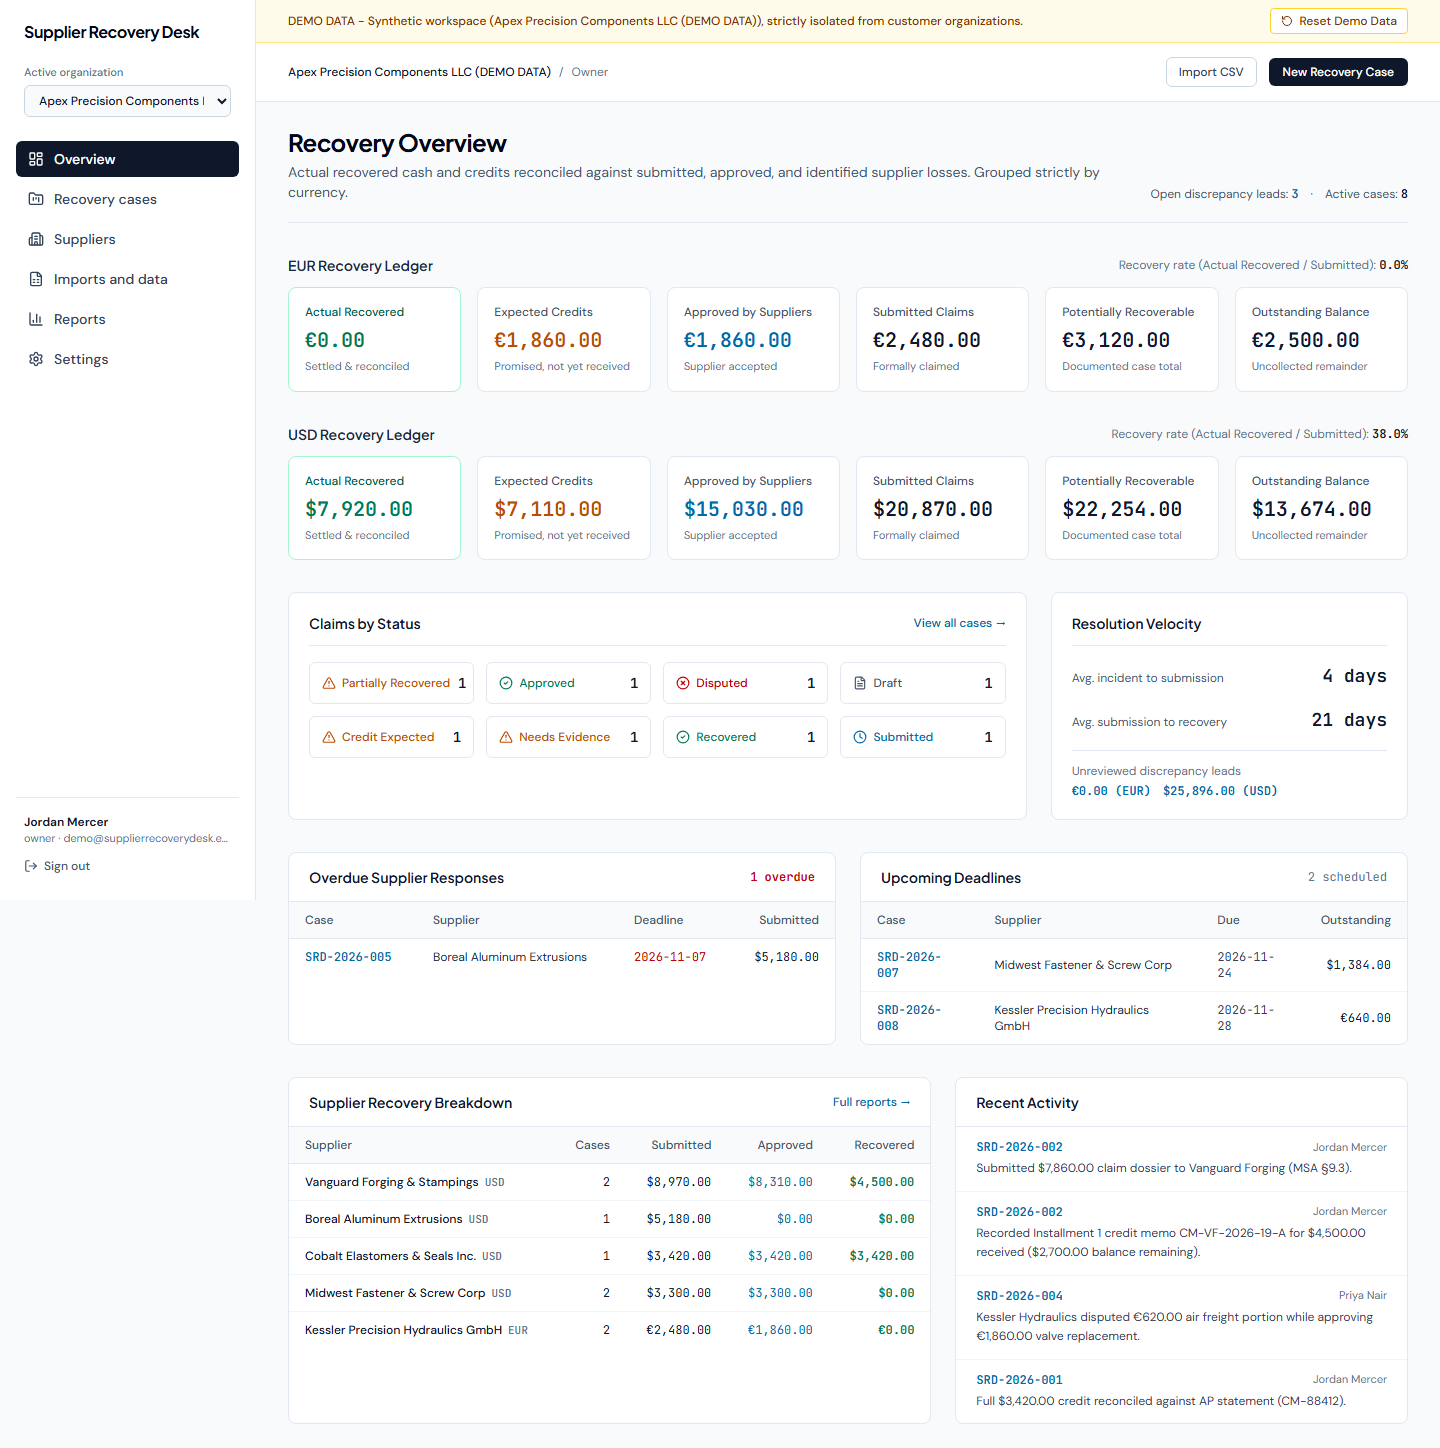 Supplier Recovery Desk
Active organization
Apex Precision Components
Overview
Recovery cases
Suppliers
Imports and data
Reports
Settings
Jordan Mercer
owner · demo@supplierrecoverydesk.e...
Sign out
DEMO DATA – Synthetic workspace (Apex Precision Components LLC (DEMO DATA)), strictly isolated from customer organizations.
Reset Demo Data
Apex Precision Components LLC (DEMO DATA) / Owner
Import CSV
New Recovery Case
Recovery Overview
Actual recovered cash and credits reconciled against submitted, approved, and identified supplier losses. Grouped strictly by
currency.
Open discrepancy leads: 3 · Active cases: 8
EUR Recovery Ledger
Recovery rate (Actual Recovered / Submitted): 0.0%
Actual Recovered
€0.00
Settled & reconciled
Expected Credits
€1,860.00
Promised, not yet received
Approved by Suppliers
€1,860.00
Supplier accepted
Submitted Claims
€2,480.00
Formally claimed
Potentially Recoverable
€3,120.00
Documented case total
Outstanding Balance
€2,500.00
Uncollected remainder
USD Recovery Ledger
Recovery rate (Actual Recovered / Submitted): 38.0%
Actual Recovered
$7,920.00
Settled & reconciled
Expected Credits
$7,110.00
Promised, not yet received
Approved by Suppliers
$15,030.00
Supplier accepted
Submitted Claims
$20,870.00
Formally claimed
Potentially Recoverable
$22,254.00
Documented case total
Outstanding Balance
$13,674.00
Uncollected remainder
Claims by Status
View all cases →
Partially Recovered 1
Approved 1
Disputed 1
Draft 1
Credit Expected 1
Needs Evidence 1
Recovered 1
Submitted 1
Resolution Velocity
Avg. incident to submission 4 days
Avg. submission to recovery 21 days
Unreviewed discrepancy leads
€0.00 (EUR) $25,896.00 (USD)
Overdue Supplier Responses
1 overdue
Case Supplier Deadline Submitted
SRD-2026-005 Boreal Aluminum Extrusions 2026-11-07 $5,180.00
Upcoming Deadlines
2 scheduled
Case Supplier Due Outstanding
SRD-2026-
007
Midwest Fastener & Screw Corp
2026-11-
24
$1,384.00
SRD-2026-
008
Kessler Precision Hydraulics
GmbH
2026-11-
28
€640.00
Supplier Recovery Breakdown
Full reports →
Supplier Cases Submitted Approved Recovered
Vanguard Forging & Stampings USD 2 $8,970.00 $8,310.00 $4,500.00
Boreal Aluminum Extrusions USD 1 $5,180.00 $0.00 $0.00
Cobalt Elastomers & Seals Inc. USD 1 $3,420.00 $3,420.00 $3,420.00
Midwest Fastener & Screw Corp USD 2 $3,300.00 $3,300.00 $0.00
Kessler Precision Hydraulics GmbH EUR 2 €2,480.00 €1,860.00 €0.00
Recent Activity
SRD-2026-002 Jordan Mercer
Submitted $7,860.00 claim dossier to Vanguard Forging (MSA §9.3).
SRD-2026-002 Jordan Mercer
Recorded Installment 1 credit memo CM-VF-2026-19-A for $4,500.00
received ($2,700.00 balance remaining).
SRD-2026-004 Priya Nair
Kessler Hydraulics disputed €620.00 air freight portion while approving
€1,860.00 valve replacement.
SRD-2026-001 Jordan Mercer
Full $3,420.00 credit reconciled against AP statement (CM-88412).